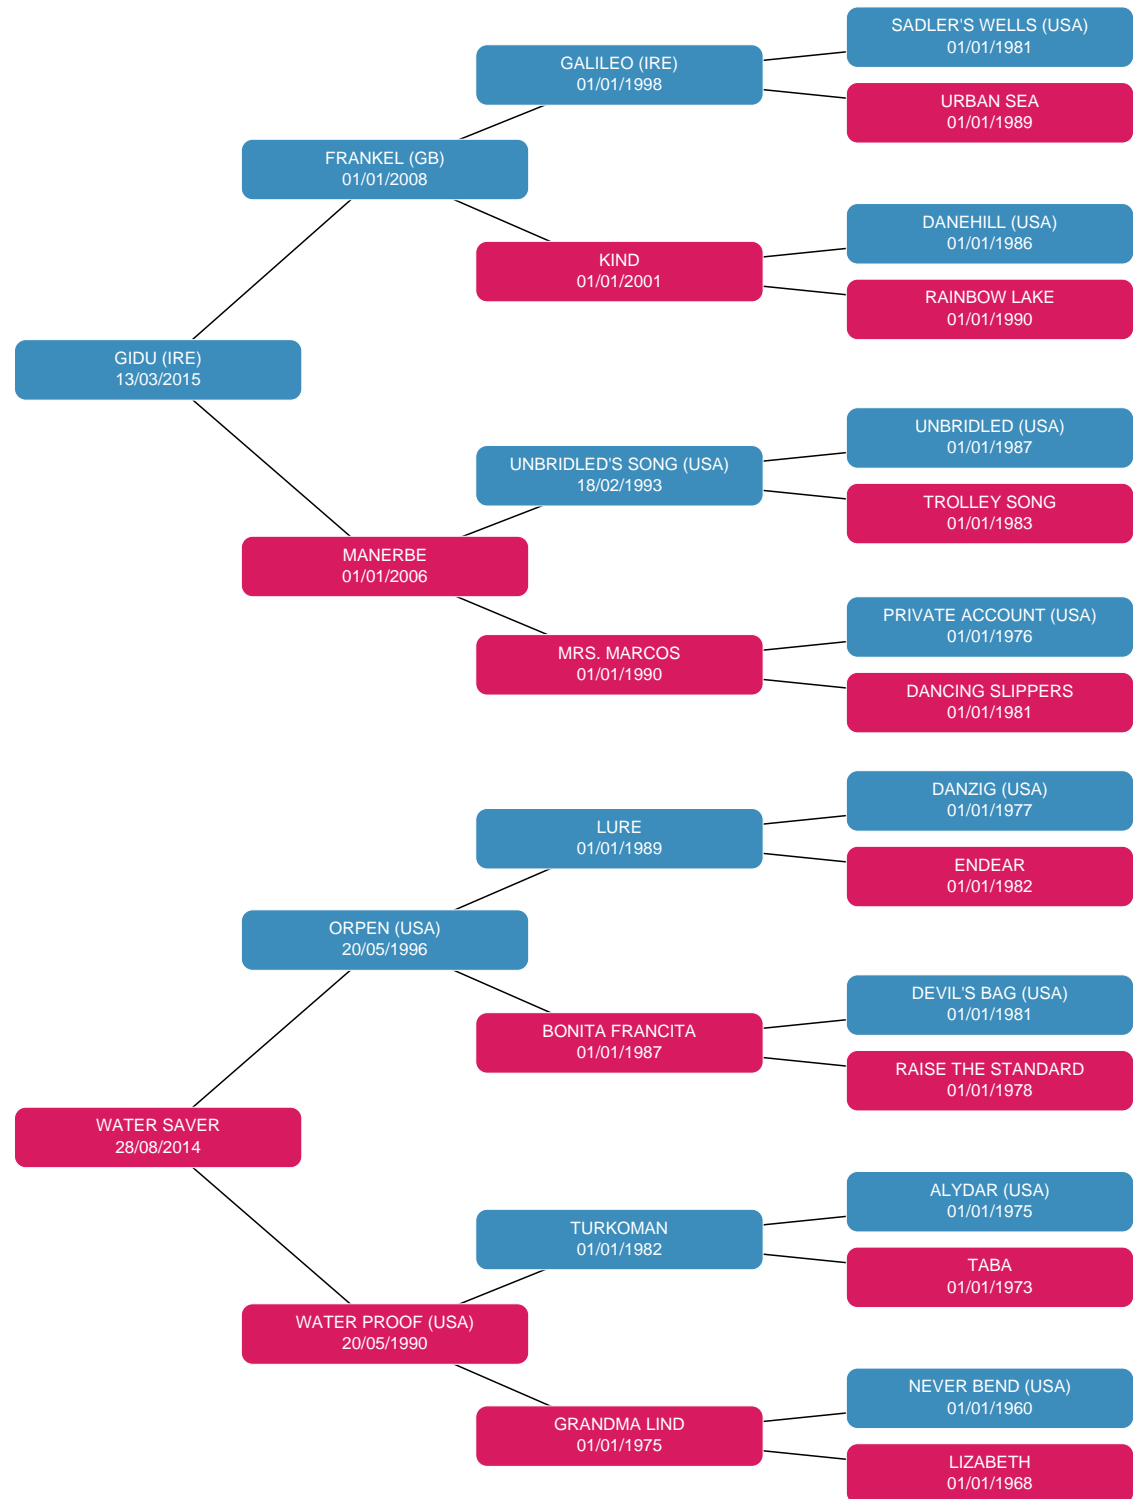 SADLER'S WELLS (USA)
01/01/1981
GALILEO (IRE)
01/01/1998
URBAN SEA
01/01/1989
FRANKEL (GB)
01/01/2008
DANEHILL (USA)
01/01/1986
KIND
01/01/2001
RAINBOW LAKE
01/01/1990
GIDU (IRE)
13/03/2015
UNBRIDLED (USA)
01/01/1987
UNBRIDLED'S SONG (USA)
18/02/1993
TROLLEY SONG
01/01/1983
MANERBE
01/01/2006
PRIVATE ACCOUNT (USA)
01/01/1976
MRS. MARCOS
01/01/1990
DANCING SLIPPERS
01/01/1981
DANZIG (USA)
01/01/1977
LURE
01/01/1989
ENDEAR
01/01/1982
ORPEN (USA)
20/05/1996
DEVIL'S BAG (USA)
01/01/1981
BONITA FRANCITA
01/01/1987
RAISE THE STANDARD
01/01/1978
WATER SAVER
28/08/2014
ALYDAR (USA)
01/01/1975
TURKOMAN
01/01/1982
TABA
01/01/1973
WATER PROOF (USA)
20/05/1990
NEVER BEND (USA)
01/01/1960
GRANDMA LIND
01/01/1975
LIZABETH
01/01/1968